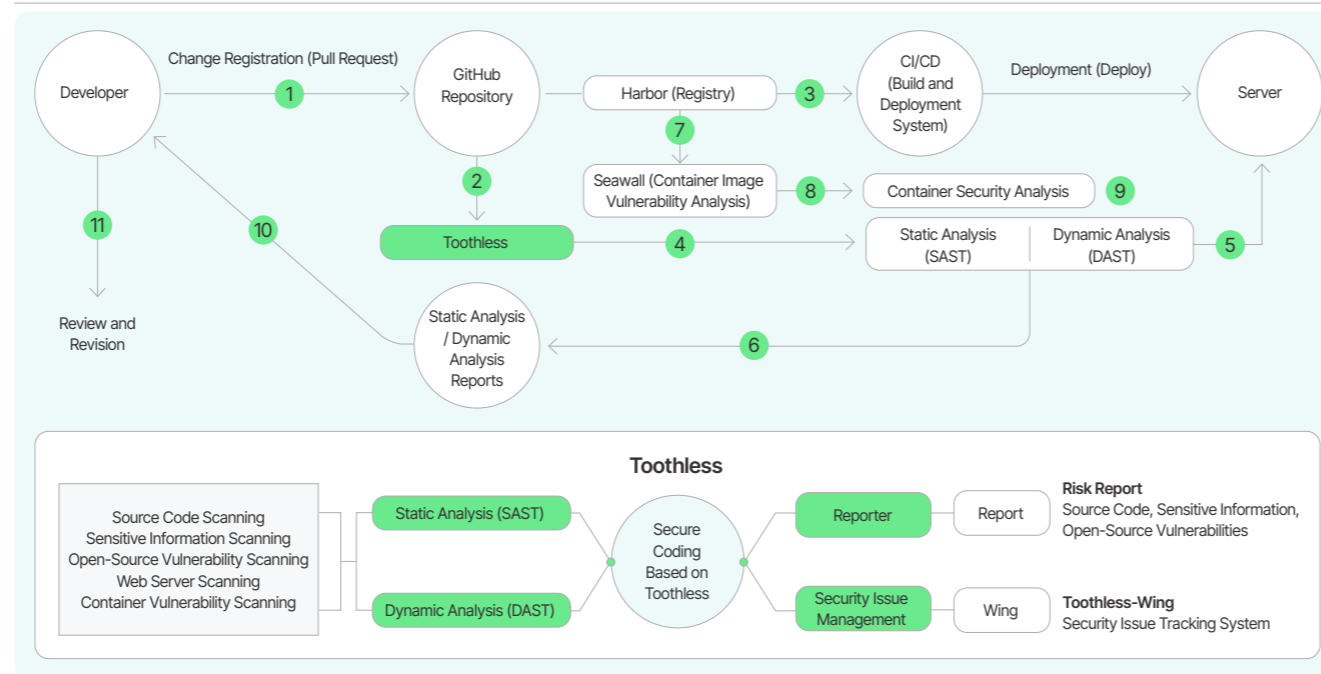 Change Registration (Pull Request)
Developer
1
GitHub
Repository
Harbor (Registry)
3
CI/CD
(Build and
Deployment
System)
Deployment (Deploy)
Server
7
2
Seawall (Container Image
Vulnerability Analysis)
8
Container Security Analysis
9
11
10
Toothless
4
Static Analysis
(SAST)
Dynamic Analysis
(DAST)
5
Review and
Revision
Static Analysis
/ Dynamic
Analysis
Reports
6
Toothless
Source Code Scanning
Sensitive Information Scanning
Open-Source Vulnerability Scanning
Web Server Scanning
Container Vulnerability Scanning
Static Analysis (SAST)
Dynamic Analysis (DAST)
Secure
Coding
Based on
Toothless
Reporter
Report
Risk Report
Source Code, Sensitive Information,
Open-Source Vulnerabilities
Security Issue
Management
Wing
Toothless-Wing
Security Issue Tracking System